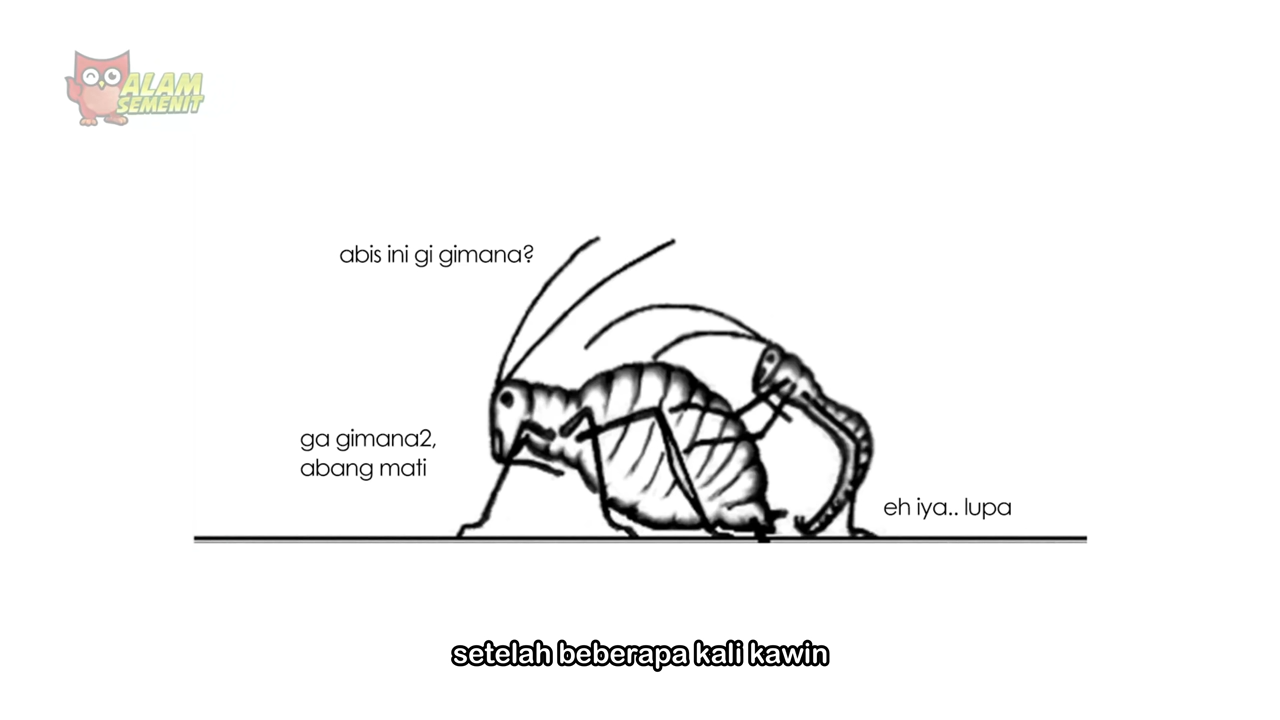 ALAM
SEMENIT
abis ini gi gimana?
ga gimana2,
abang mati
eh iya.. lupa
setelah beberapa kali kawin